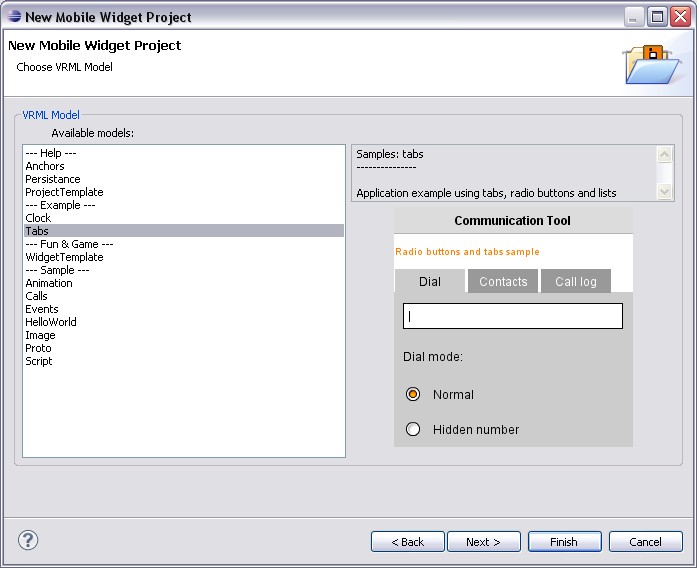 New Mobile Widget Project
New Mobile Widget Project
Choose VRML Model
VRML Model
Available models:
--- Help ---
Anchors
Persistance
ProjectTemplate
--- Example ---
Clock
Tabs
--- Fun & Game ---
WidgetTemplate
--- Sample ---
Animation
Calls
Events
HelloWorld
Image
Proto
Script
Samples: tabs
---------------
Application example using tabs, radio buttons and lists
Communication Tool
Radio buttons and tabs sample
Dial Contacts Call log
Dial mode:
Normal
Hidden number
? < Back Next > Finish Cancel